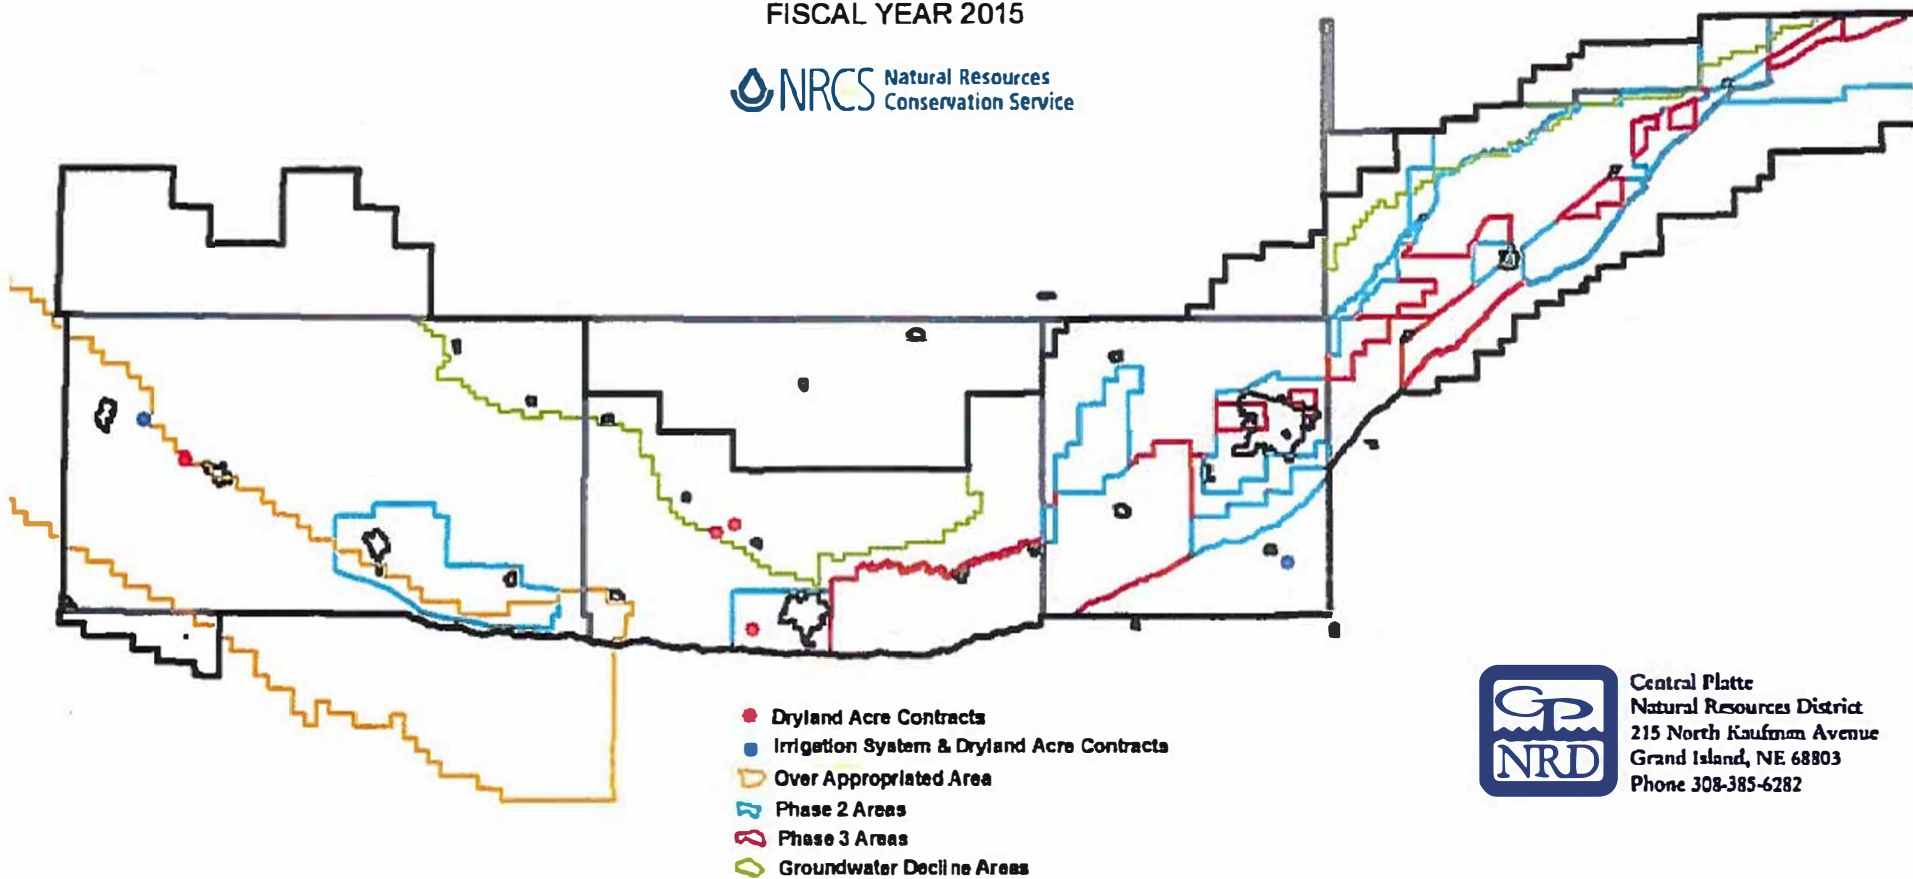 FISCAL YEAR 2015
NRCS Natural Resources
Conservation Service
Dryland Acre Contracts
Irrigation System & Dryland Acre Contracts
Over Appropriated Area
Phase 2 Areas
Phase 3 Areas
Groundwater Decline Areas
CP
NRD
Central Platte
Natural Resources District
215 North Kaufman Avenue
Grand Island, NE 68803
Phone 308-385-6282